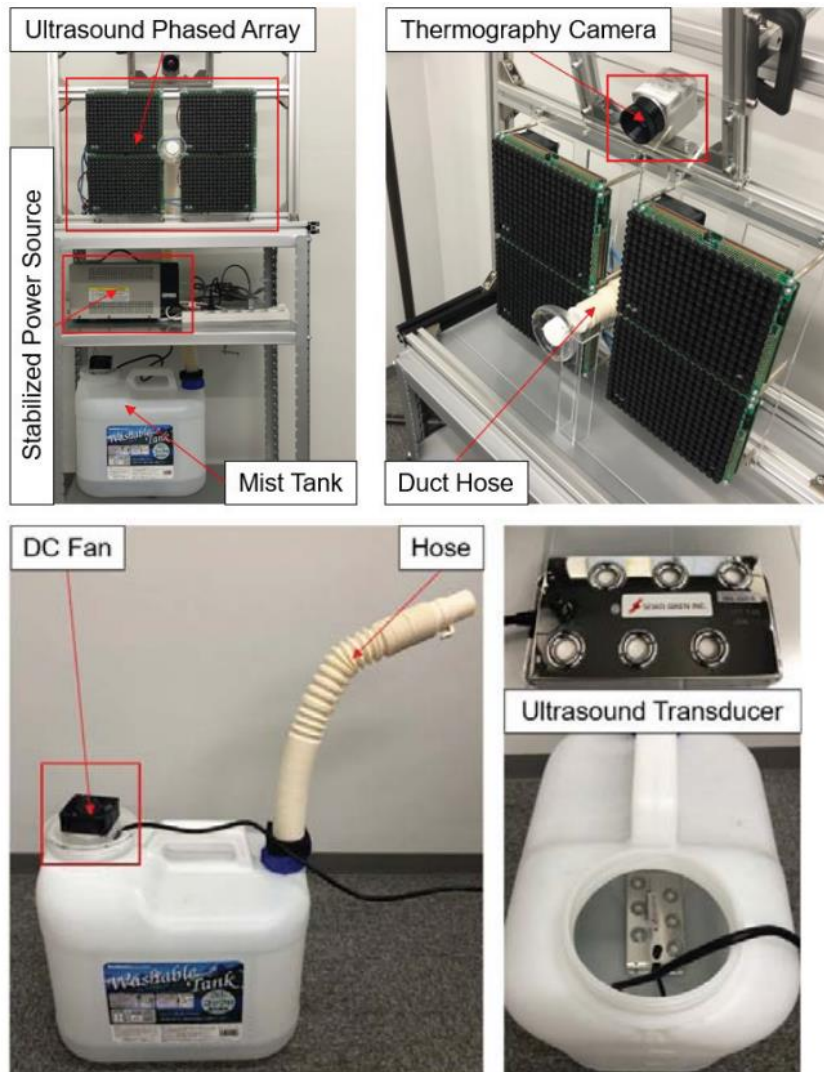 Ultrasound Phased Array
Thermography Camera
Stabilized Power Source
Mist Tank
Duct Hose
DC Fan
Hose
Washable
Tank
SEIKO GIKEN INC.
Ultrasound Transducer
Washable
Tank